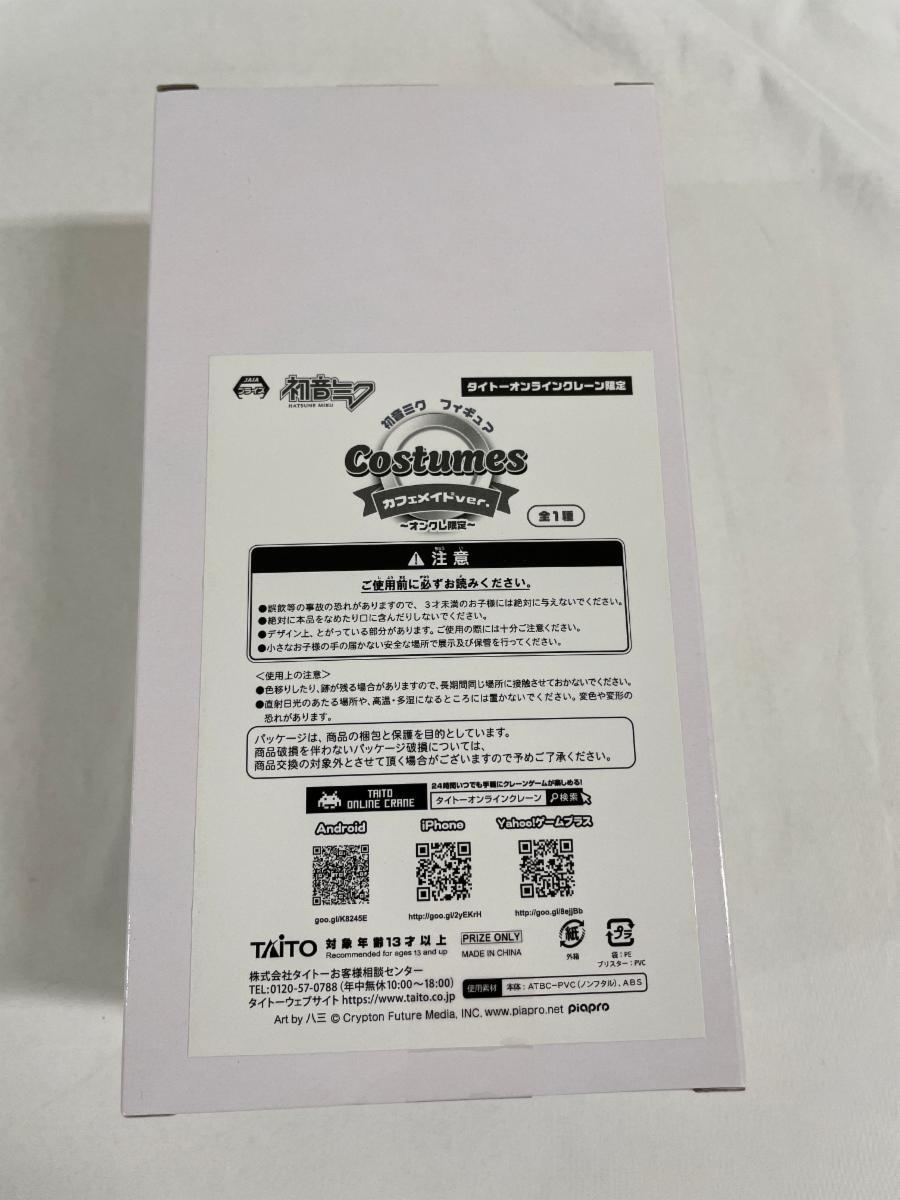 JAIA
プライズ
初音ミク
HATSUNE MIKU
タイトーオンラインクレーン限定
初音ミク フィギュア
Costumes
カフェメイドver.
～オンクレ限定～
全1種
注意
ご使用前に必ずお読みください。
●誤飲等の事故の恐れがありますので、3才未満のお子様には絶対に与えないでください。
●絶対に本品をなめたり口に含んだりしないでください。
●デザイン上、とがっている部分があります。ご使用の際には十分ご注意ください。
●小さなお子様の手の届かない安全な場所で展示及び保管を行ってください。
＜使用上の注意＞
●色移りしたり、跡が残る場合がありますので、長期間同じ場所に接触させておかないでください。
●直射日光のあたる場所や、高温・多湿になるところには置かないでください。変色や変形の
恐れがあります。
パッケージは、商品の梱包と保護を目的としています。
商品破損を伴わないパッケージ破損については、
商品交換の対象外とさせて頂く場合がございますので予めご了承ください。
TAITO
ONLINE CRANE
24時間いつでも手軽にクレーンゲームが楽しめる!
タイトーオンラインクレーン 検索
Android
iPhone
Yahoo!ゲームプラス
goo.gl/K8245E
http://goo.gl/2yEKrH
http://goo.gl/8ejjBb
TAITO 対象年齢13才以上
Recommended for ages 13 and up
PRIZE ONLY
MADE IN CHINA
紙
外箱
プラ
袋：PE
ブリスター：PVC
株式会社タイトーお客様相談センター
TEL:0120-57-0788（年中無休10:00〜18:00）
タイトーウェブサイト https://www.taito.co.jp
使用素材 本体：ATBC-PVC(ノンフタル)、ABS
Art by 八三 © Crypton Future Media, INC. www.piapro.net piapro